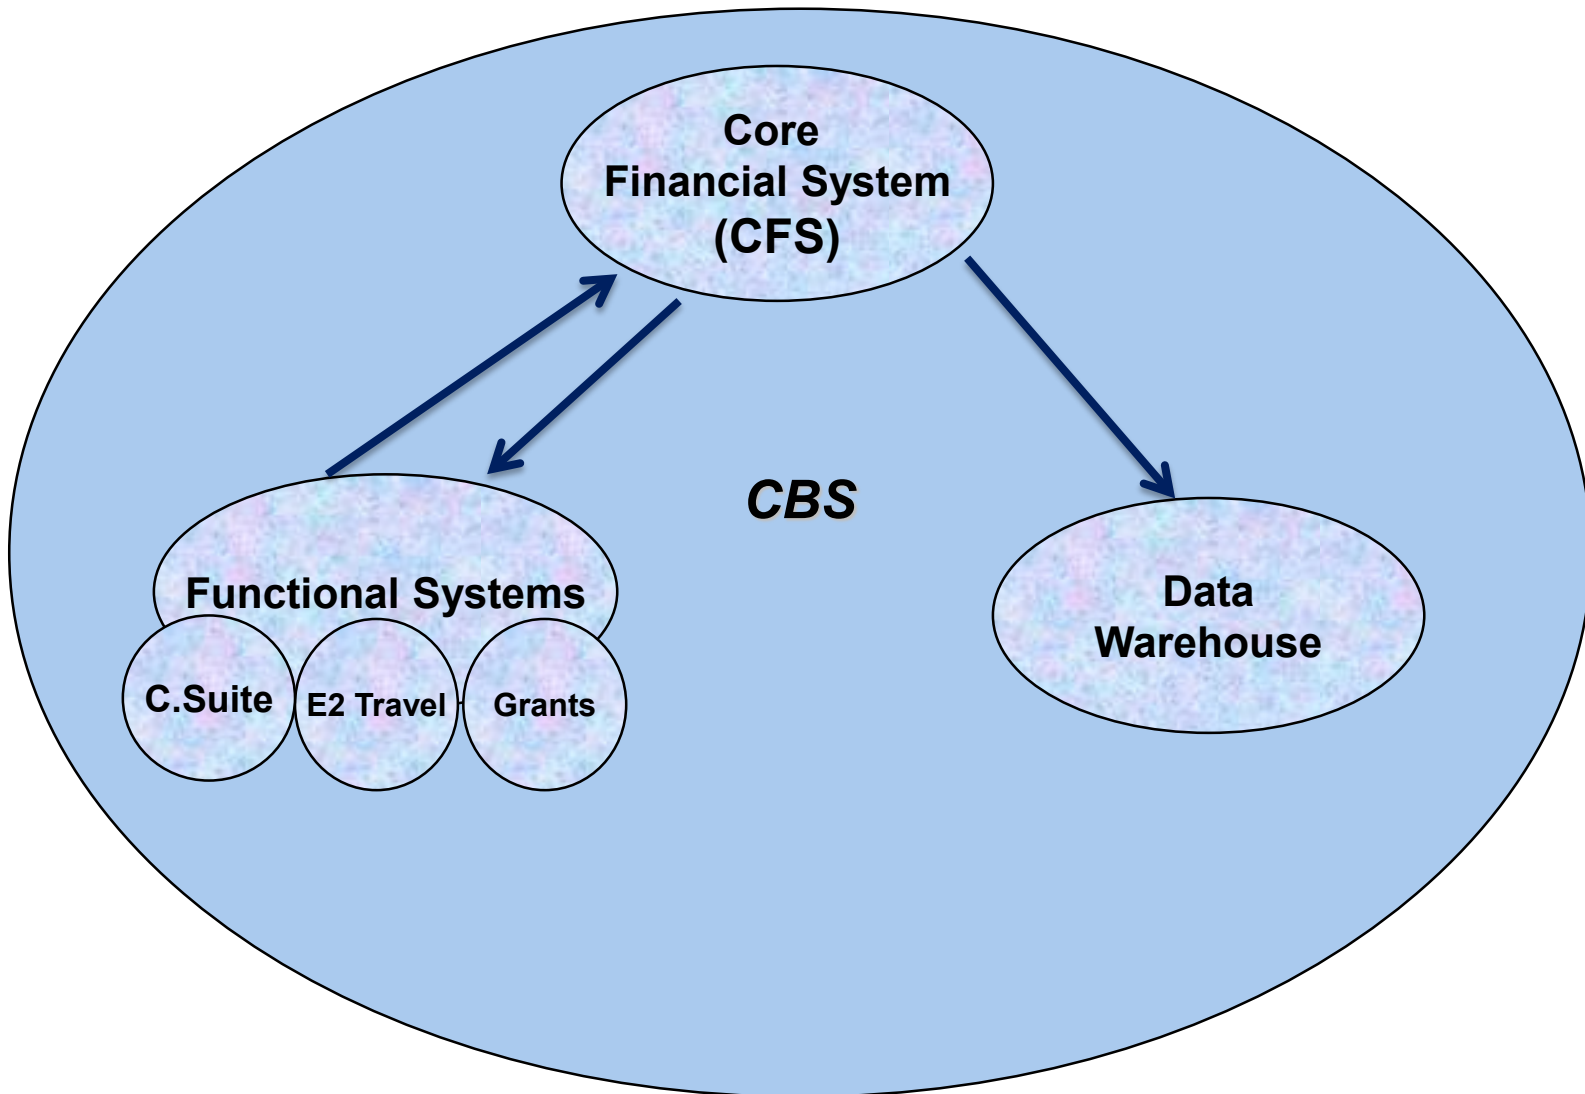 Core
Financial System
(CFS)
CBS
Functional Systems
C.Suite
E2 Travel
Grants
Data
Warehouse